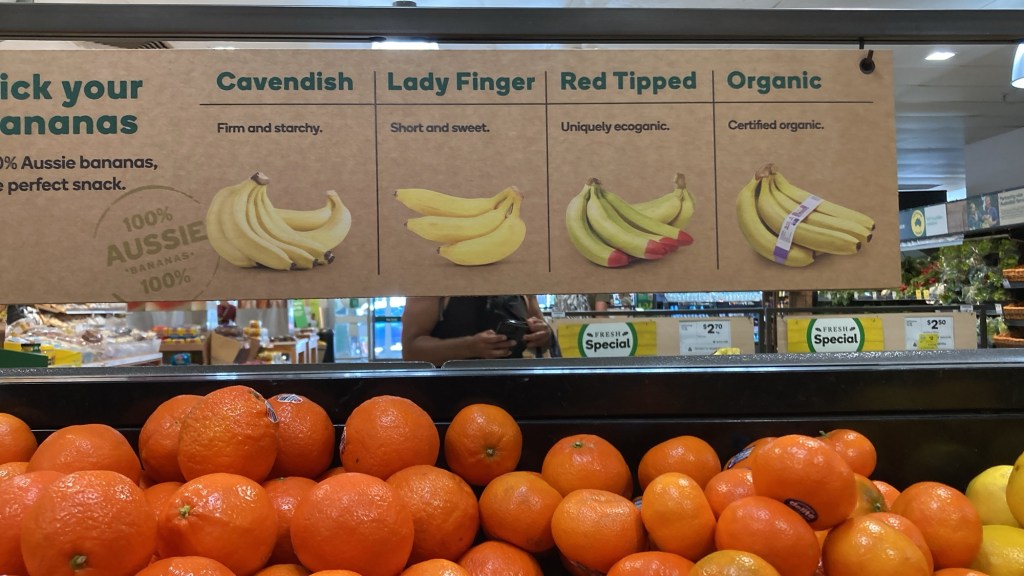 ick your
ananas
0% Aussie bananas,
e perfect snack.
100%
AUSSIE
BANANAS
100%
Cavendish
Firm and starchy.
Lady Finger
Short and sweet.
Red Tipped
Uniquely ecoganic.
Organic
Certified organic.
FRESH
Special
$2.70
FRESH
Special
$2.50